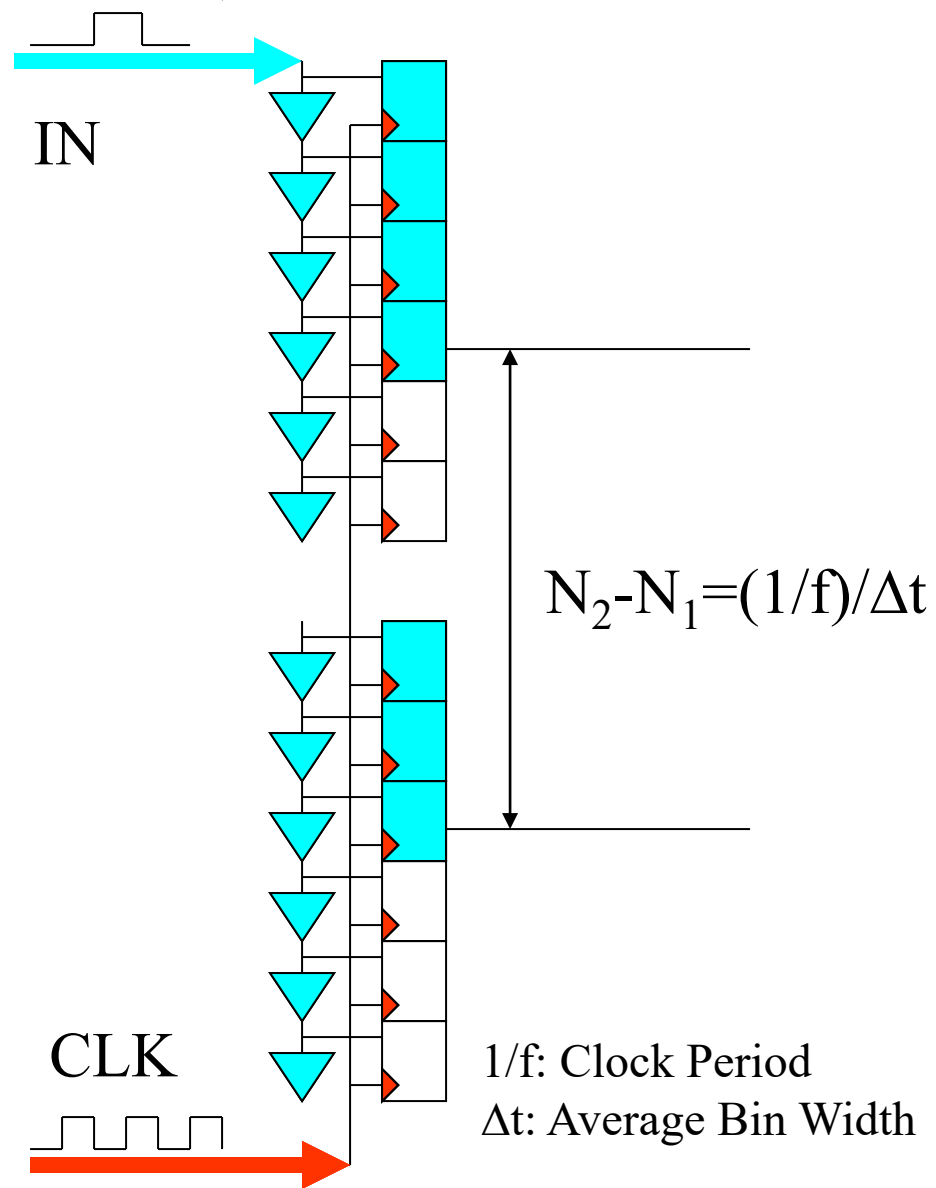 IN
N₂-N₁=(1/f)/Δt
CLK
1/f: Clock Period
Δt: Average Bin Width